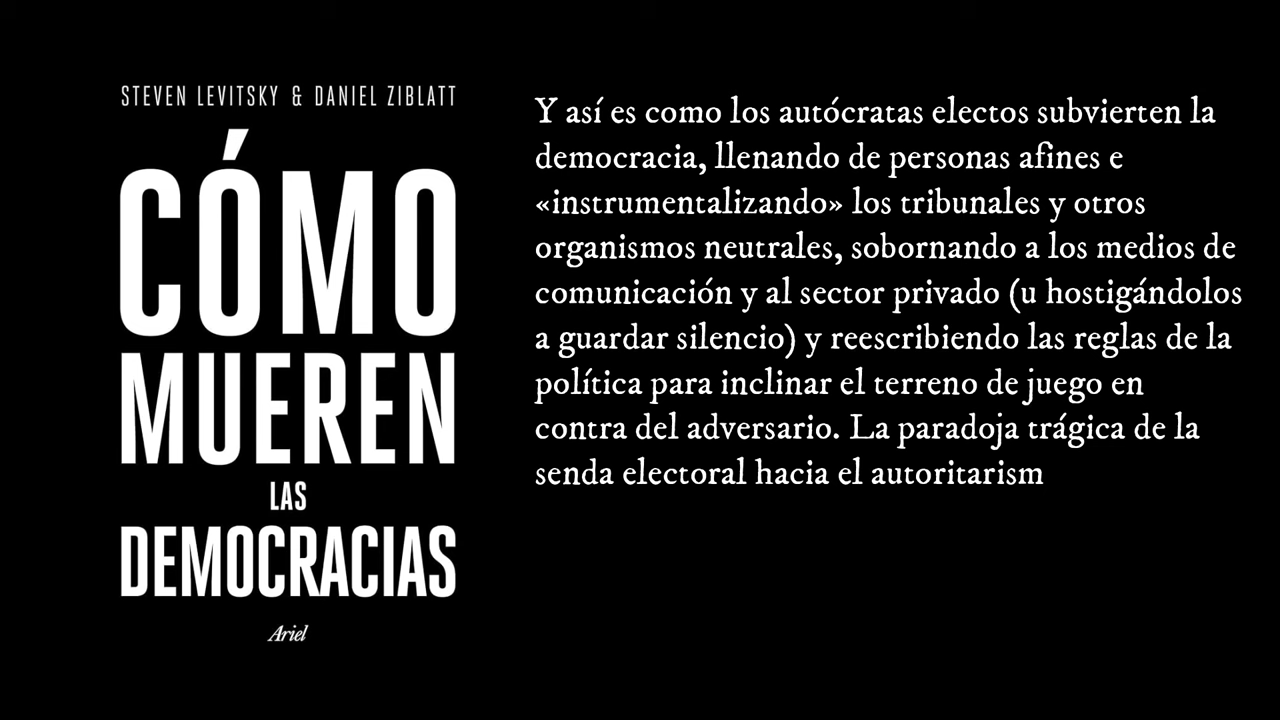 STEVEN LEVITSKY & DANIEL ZIBLATT
CÓMO
MUEREN
LAS
DEMOCRACIAS
Ariel
Y así es como los autócratas electos subvierten la
democracia, llenando de personas afines e
«instrumentalizando» los tribunales y otros
organismos neutrales, sobornando a los medios de
comunicación y al sector privado (u hostigándolos
a guardar silencio) y reescribiendo las reglas de la
política para inclinar el terreno de juego en
contra del adversario. La paradoja trágica de la
senda electoral hacia el autoritarism